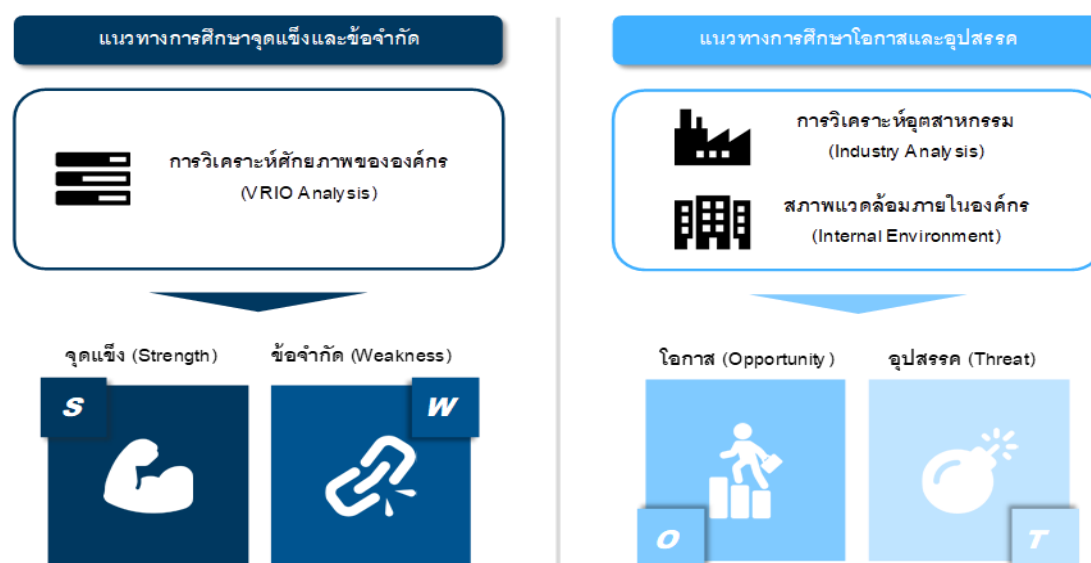 แนวทางการศึกษาจุดแข็งและข้อจำกัด
การวิเคราะห์ศักยภาพขององค์กร
(VRIO Analysis)
จุดแข็ง (Strength)
ข้อจำกัด (Weakness)
S
W
แนวทางการศึกษาโอกาสและอุปสรรค
การวิเคราะห์อุตสาหกรรม
(Industry Analysis)
สภาพแวดล้อมภายในองค์กร
(Internal Environment)
โอกาส (Opportunity)
อุปสรรค (Threat)
O
T